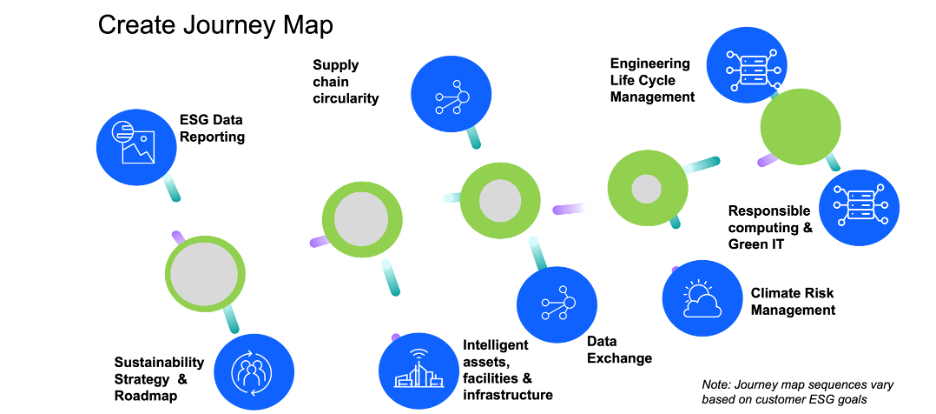 Create Journey Map
ESG Data
Reporting
Supply
chain
circularity
Engineering
Life Cycle
Management
Sustainability
Strategy & 
Roadmap
Intelligent
assets,
facilities &
infrastructure
Data
Exchange
Responsible
computing &
Green IT
Climate Risk
Management
Note: Journey map sequences vary
based on customer ESG goals